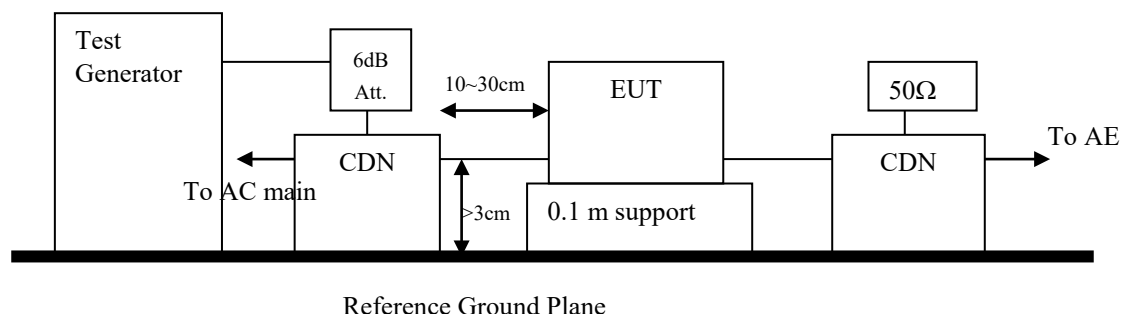 Test
Generator
6dB
Att.
10~30cm
EUT
50Ω
CDN
CDN
To AE
To AC main
>3cm
0.1 m support
Reference Ground Plane